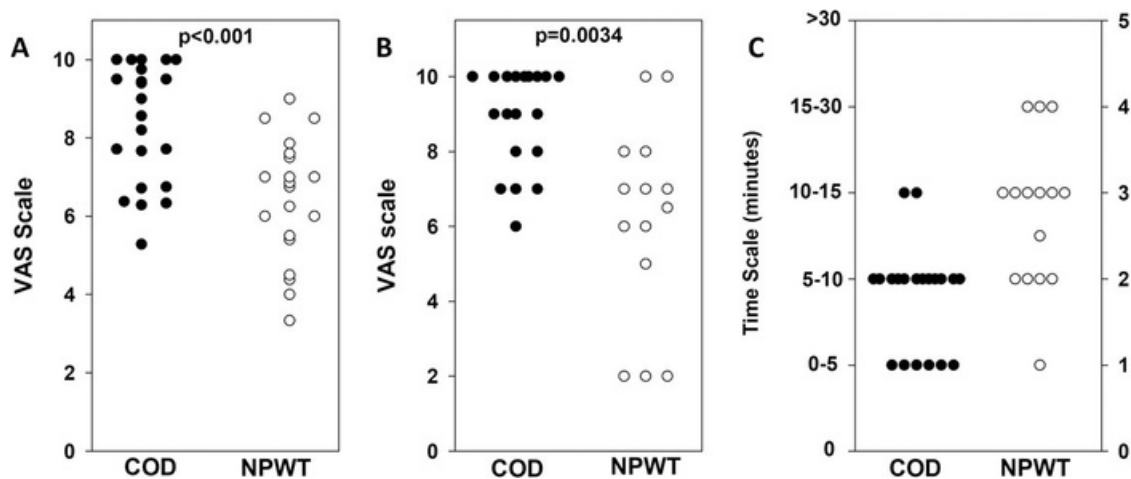 A
p<0.001
VAS Scale
10
8
6
4
2
0
COD NPWT
B
p=0.0034
VAS scale
10
8
6
4
2
0
COD NPWT
C
Time Scale (minutes)
>30
15-30
10-15
5-10
0-5
0
5
4
3
2
1
0
COD NPWT